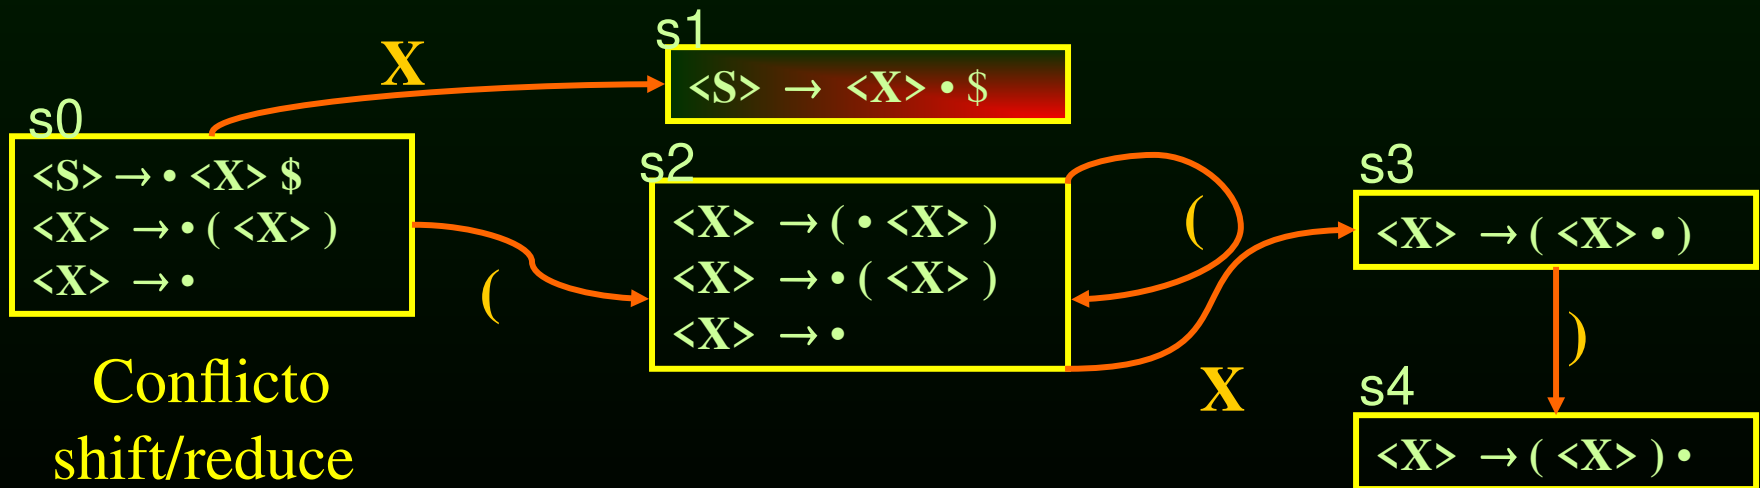 X
s1
<S> → <X> • $
s0
<S> → • <X> $
<X> → • ( <X> )
<X> → •
(
s2
<X> → ( • <X> )
<X> → • ( <X> )
<X> → •
(
X
s3
<X> → ( <X> • )
)
s4
<X> → ( <X> ) •
Conflicto
shift/reduce